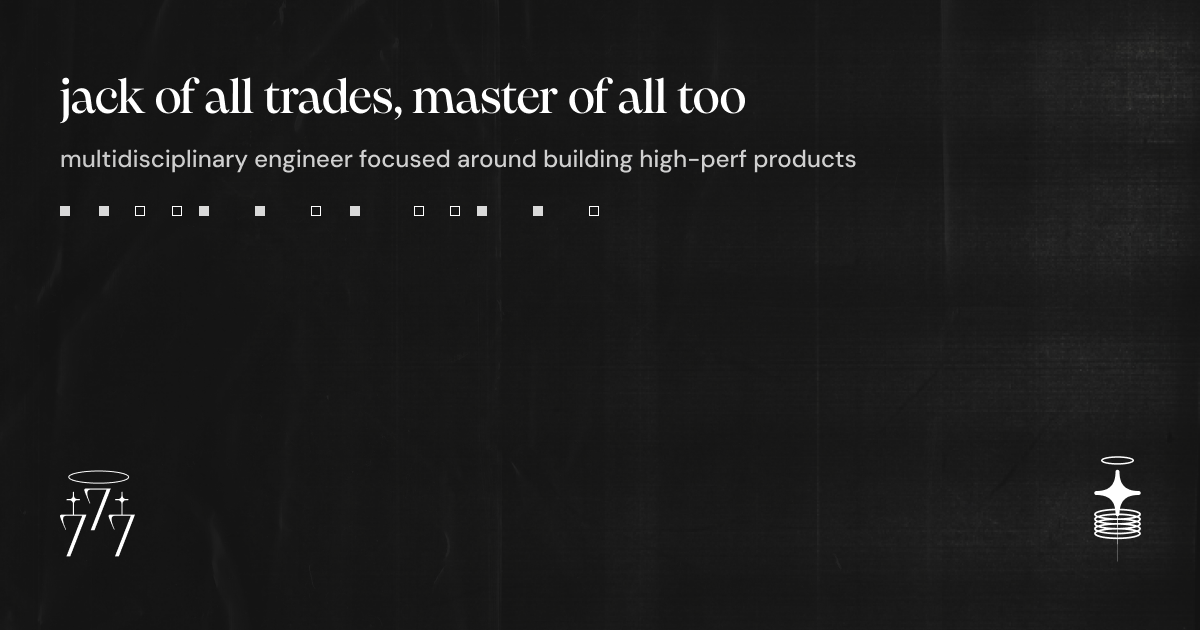 jack of all trades, master of all too
multidisciplinary engineer focused around building high-perf products
777